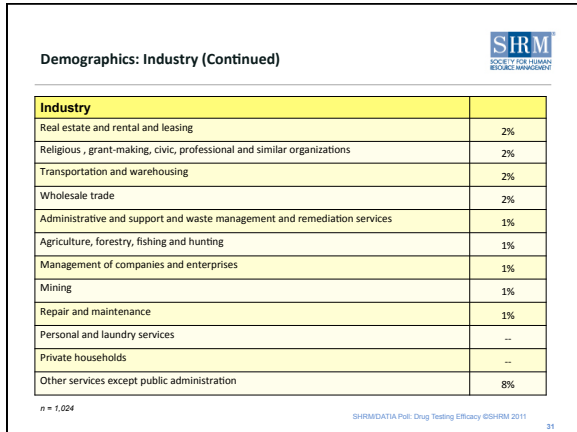 Demographics: Industry (Continued)
SHRM®
SOCIETY FOR HUMAN
RESOURCE MANAGEMENT
Industry
Real estate and rental and leasing 2%
Religious , grant-making, civic, professional and similar organizations 2%
Transportation and warehousing 2%
Wholesale trade 2%
Administrative and support and waste management and remediation services 1%
Agriculture, forestry, fishing and hunting 1%
Management of companies and enterprises 1%
Mining 1%
Repair and maintenance 1%
Personal and laundry services --
Private households --
Other services except public administration 8%
n = 1,024
SHRM/DATIA Poll: Drug Testing Efficacy ©SHRM 2011
31